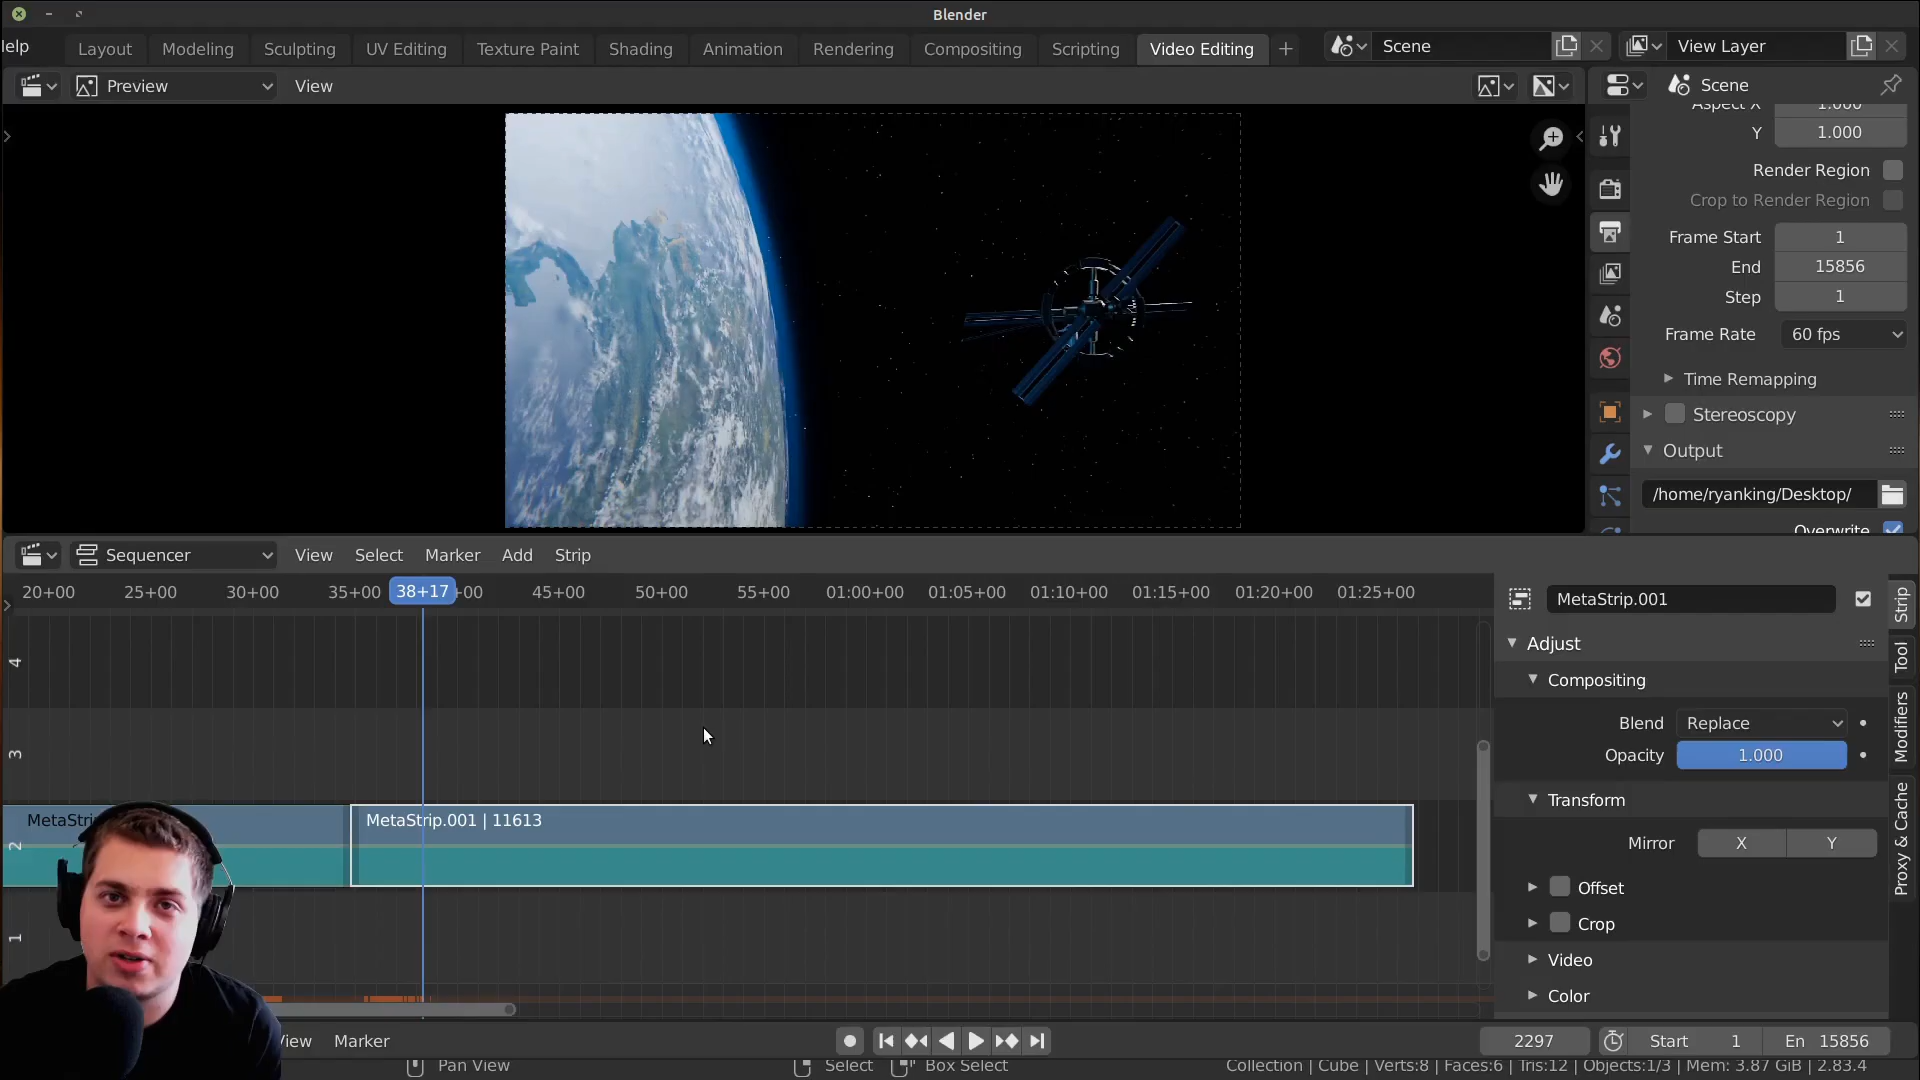 Blender
elp
Layout
Modeling
Sculpting
UV Editing
Texture Paint
Shading
Animation
Rendering
Compositing
Scripting
Video Editing
+
Scene
View Layer
Preview
View
Scene
Aspect X
Y 1.000
Render Region
Crop to Render Region
Frame Start 1
End 15856
Step 1
Frame Rate 60 fps
Time Remapping
Stereoscopy
Output
/home/ryanking/Desktop/
Overwrite
Sequencer
View
Select
Marker
Add
Strip
20+00 25+00 30+00 35+00 38+17 +00 45+00 50+00 55+00 01:00+00 01:05+00 01:10+00 01:15+00 01:20+00 01:25+00
MetaStrip.001
Strip
Tool
Modifiers
Proxy & Cache
Adjust
Compositing
Blend Replace
Opacity 1.000
Transform
Mirror X Y
Offset
Crop
Video
Color
4
3
2
1
MetaStri
MetaStrip.001 | 11613
View
Marker
2297
Start 1
En 15856
Pan View
Select
Box Select
Collection | Cube | Verts:8 | Faces:6 | Tris:12 | Objects:1/3 | Mem: 3.87 GiB | 2.83.4